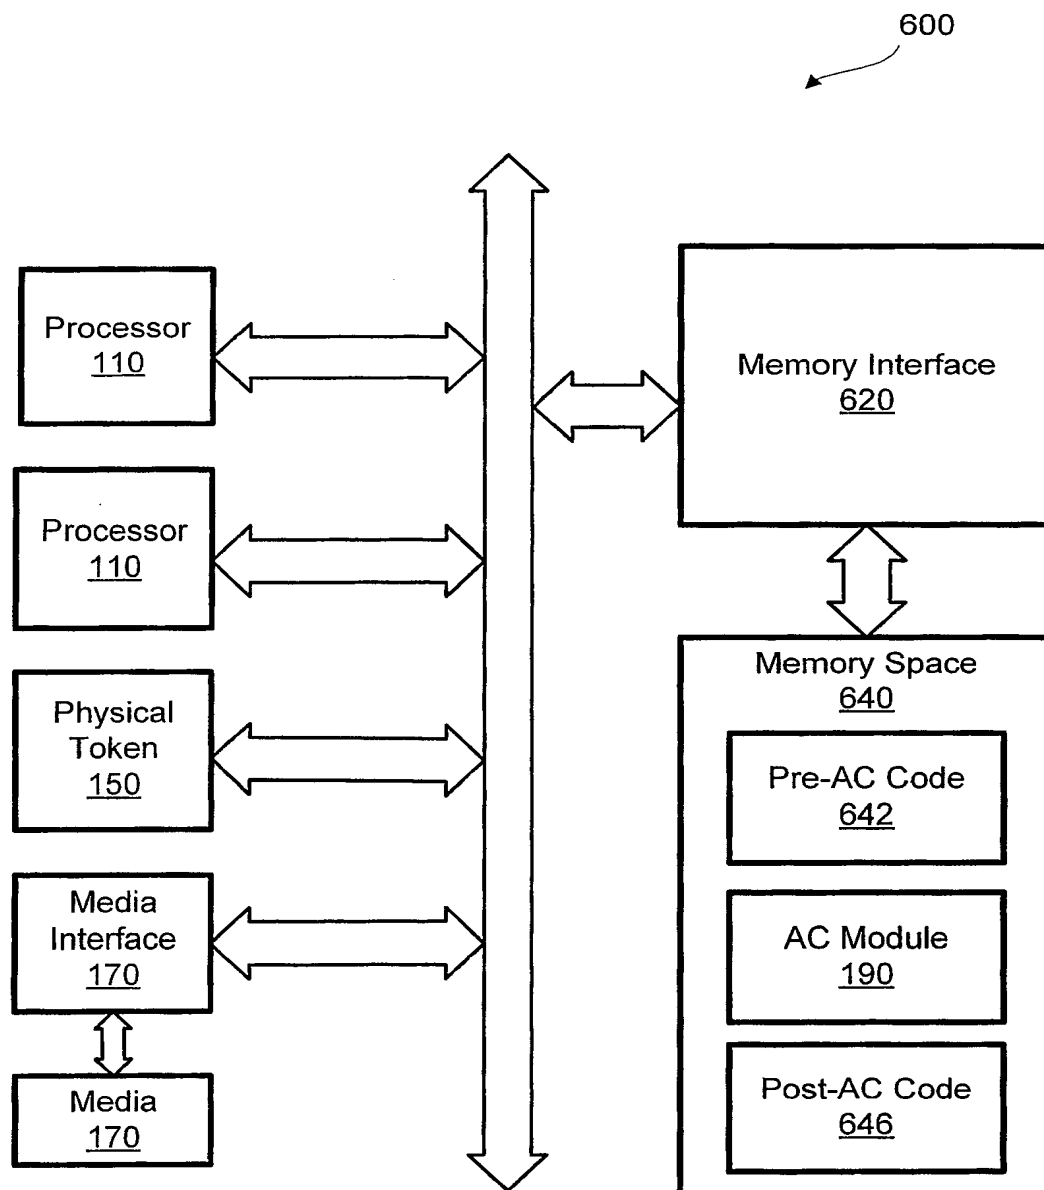 600
Processor
110
Processor
110
Physical
Token
150
Media
Interface
170
Media
170
Memory Interface
620
Memory Space
640
Pre-AC Code
642
AC Module
190
Post-AC Code
646